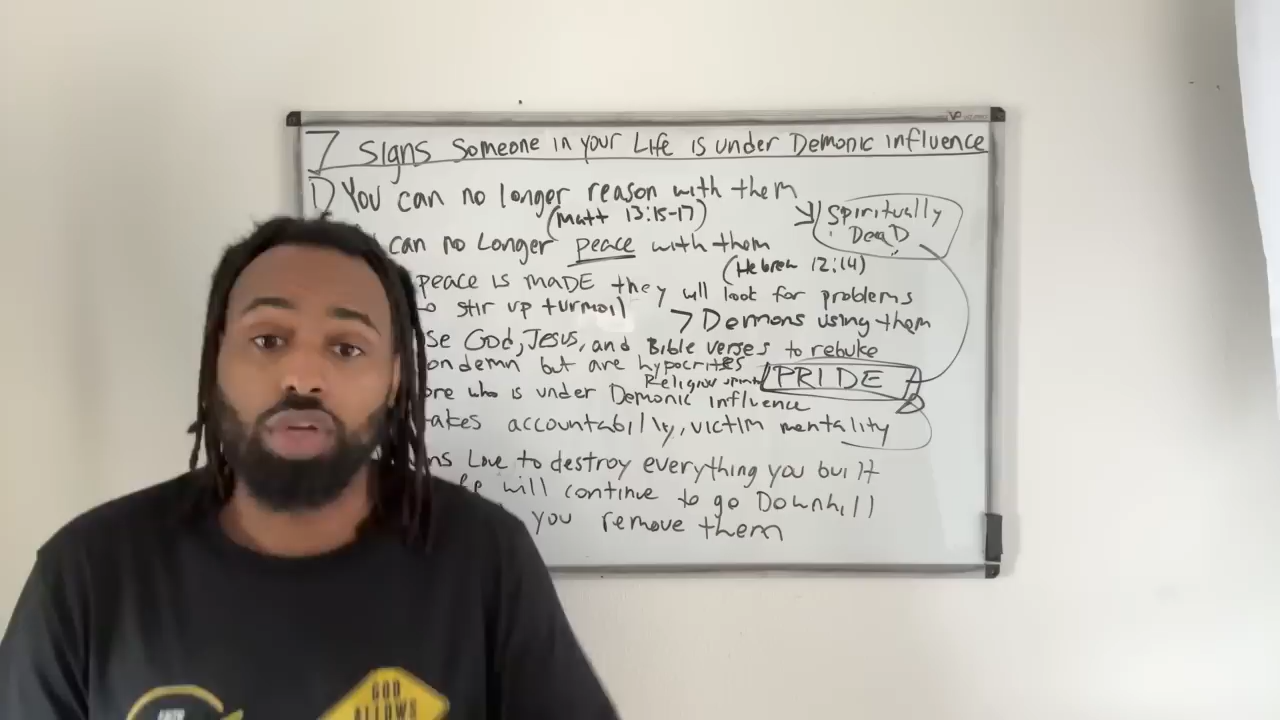 7 Signs Someone in your Life is under Demonic influence
1) You can no longer reason with them
(Matt 13:15-17)
Spiritually
Dead
can no Longer peace with them
(Hebrew 12:14)
peace is maDE they will look for problems
stir up turmoil
7 Demons using them
God, Jesus, and Bible verses to rebuke
but are hypocrites
Religious
PRIDE
who is under Demonic influence
accountability, victim mentality
Love to destroy everything you built
will continue to go Downhill
you remove them
GOD
ALLOWS